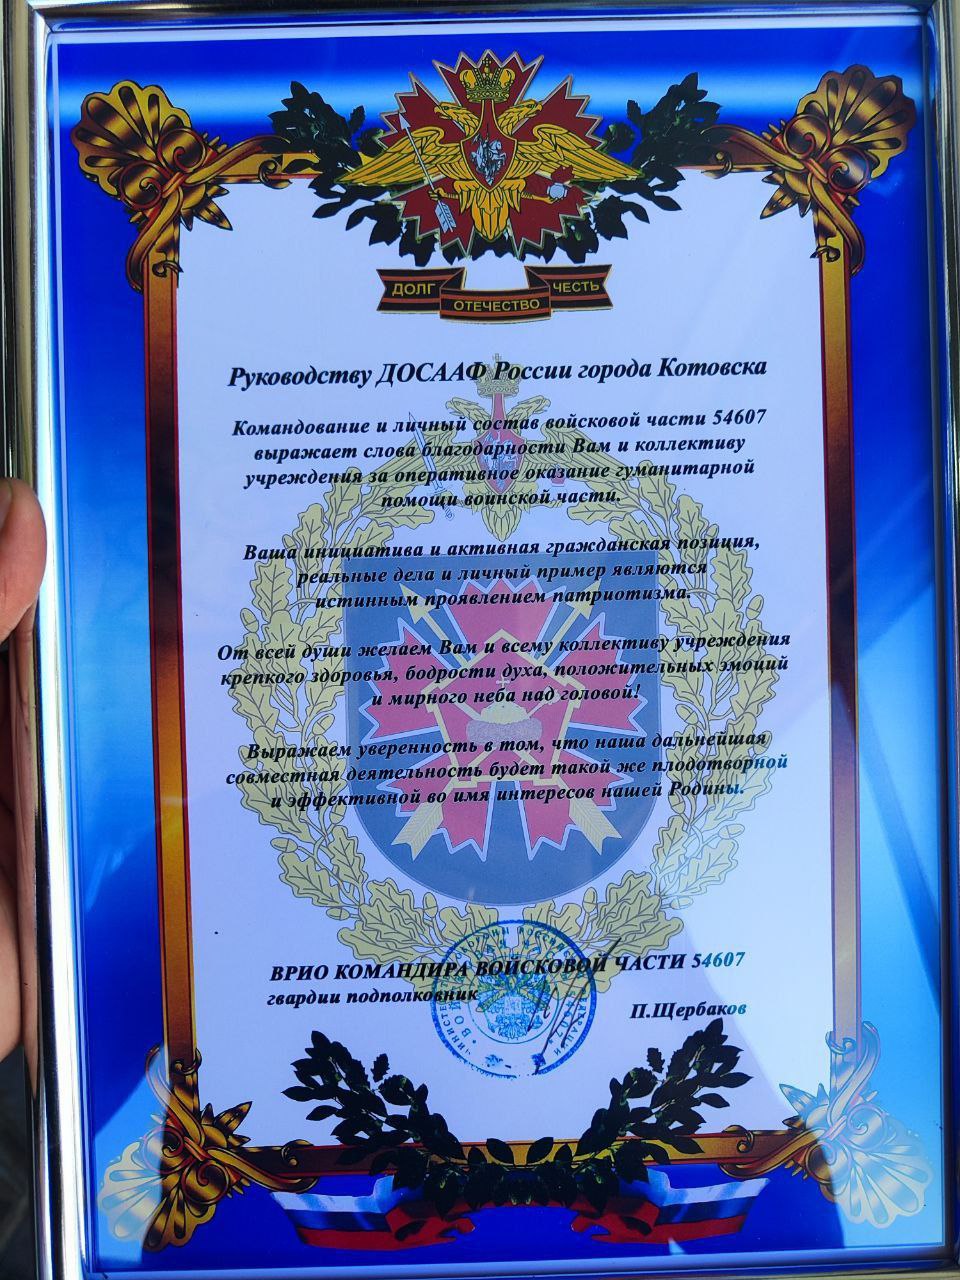 ДОЛГ ОТЕЧЕСТВО ЧЕСТЬ
Руководству ДОСААФ России города Котовска
Командование и личный состав войсковой части 54607
выражает слова благодарности Вам и коллективу
учреждения за оперативное оказание гуманитарной
помощи воинской части.
Ваша инициатива и активная гражданская позиция,
реальные дела и личный пример являются
истинным проявлением патриотизма.
От всей души желаем Вам и всему коллективу учреждения
крепкого здоровья, бодрости духа, положительных эмоций
и мирного неба над головой!
Выражаем уверенность в том, что наша дальнейшая
совместная деятельность будет такой же плодотворной
и эффективной во имя интересов нашей Родины.
ВРИО КОМАНДИРА ВОЙСКОВОЙ ЧАСТИ 54607
гвардии подполковник
П.Щербаков